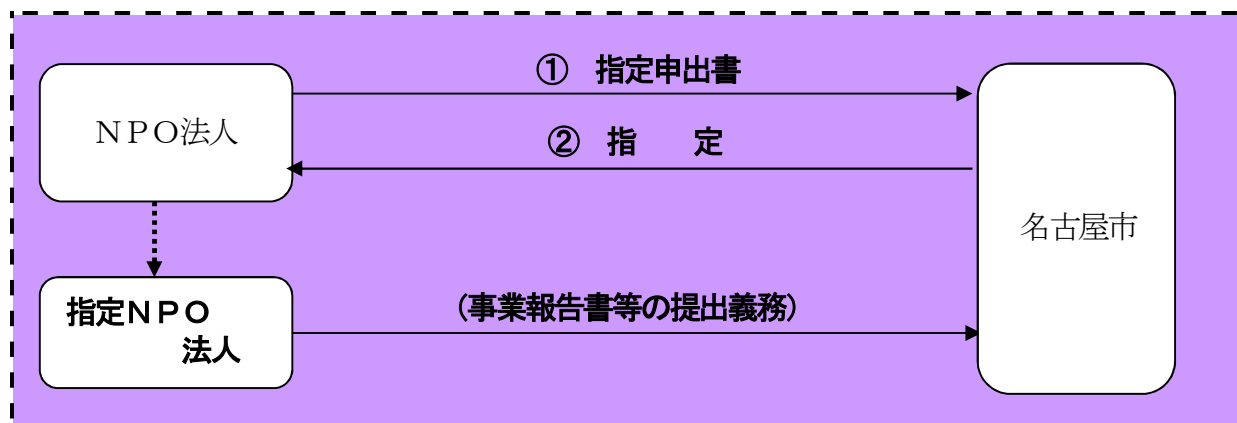 ①　指定申出書
ＮＰＯ法人
②　指　　定
名古屋市
指定ＮＰＯ
法人
（事業報告書等の提出義務）